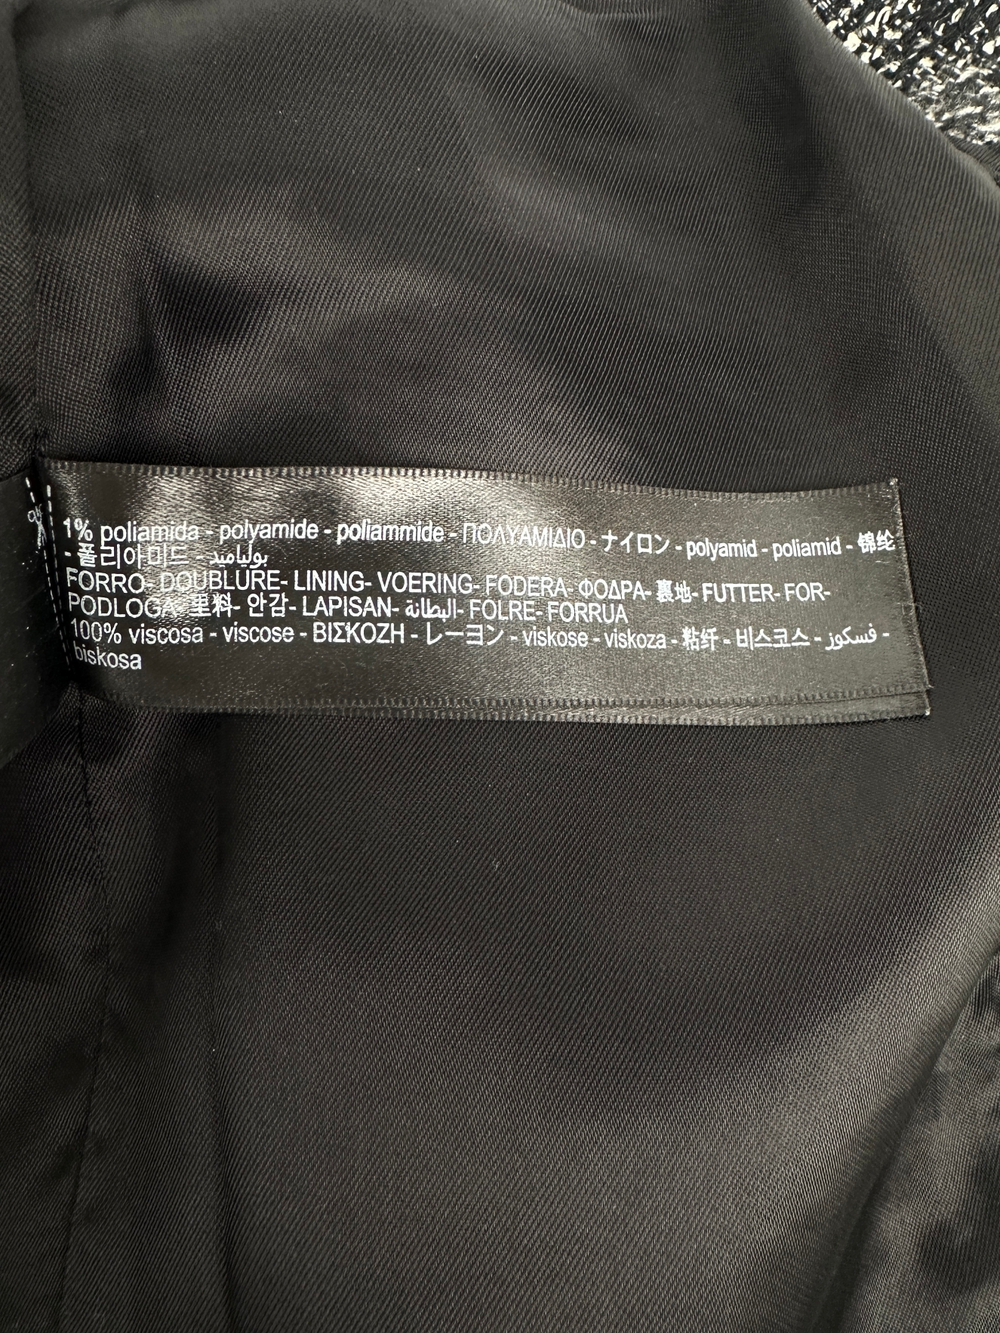 1% poliamida - polyamide - poliammide - ΠΟΛΥΑΜΙΔΙΟ - ナイロン - polyamid - poliamid - 锦纶
- 폴리아미드 - بولياميد
FORRO- DOUBLURE- LINING- VOERING- FODERA- ΦΟΔΡΑ- 裏地- FUTTER- FOR-
PODLOGA- 里料- 안감- LAPISAN- البطانة- FOLRE- FORRUA
100% viscosa - viscose - ΒΙΣΚΟΖΗ - レーヨン - viskose - viskoza - 粘纤 - 비스코스 - فسكوز -
biskosa